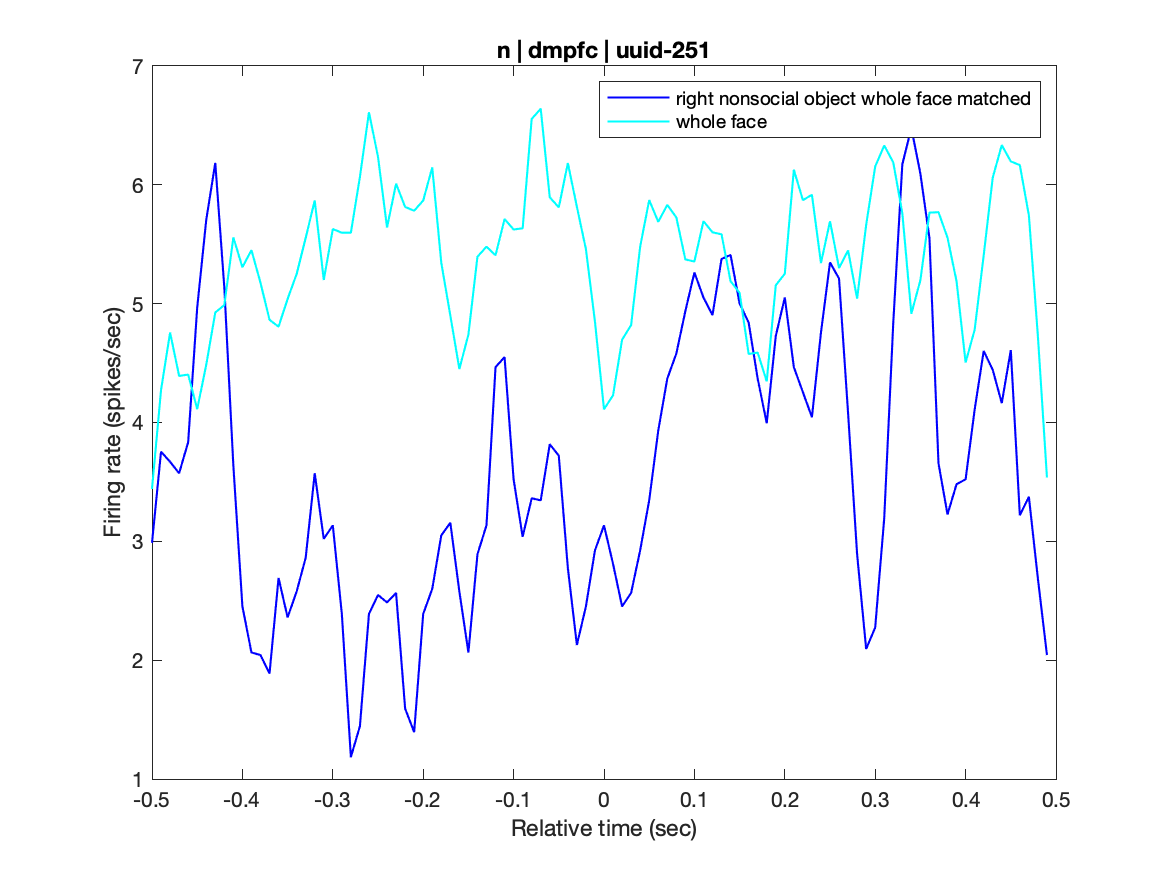 n | dmpfc | uuid-251
right nonsocial object whole face matched
whole face
Firing rate (spikes/sec)
7
6
5
4
3
2
1
-0.5 -0.4 -0.3 -0.2 -0.1 0 0.1 0.2 0.3 0.4 0.5
Relative time (sec)